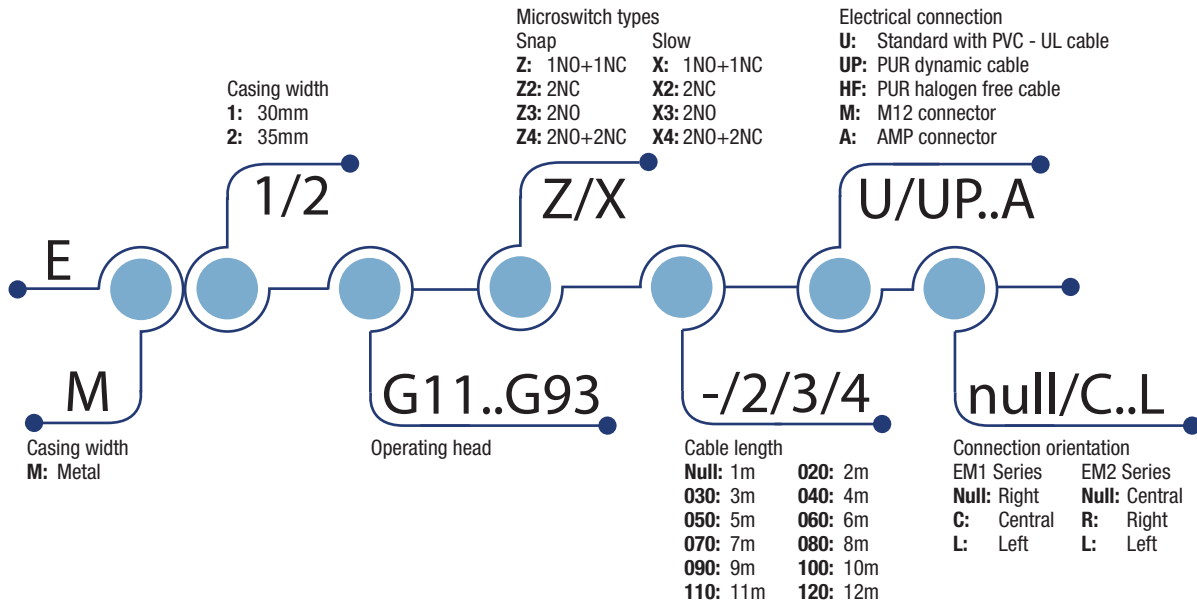 Microswitch types
Snap Slow
Z: 1NO+1NC X: 1NO+1NC
Z2: 2NC X2: 2NC
Z3: 2NO X3: 2NO
Z4: 2NO+2NC X4: 2NO+2NC
Electrical connection
U: Standard with PVC - UL cable
UP: PUR dynamic cable
HF: PUR halogen free cable
M: M12 connector
A: AMP connector
Casing width
1: 30mm
2: 35mm
1/2
Z/X
U/UP..A
E
M
G11..G93
-/2/3/4
null/C..L
Casing width
M: Metal
Operating head
Cable length
Null: 1m 020: 2m
030: 3m 040: 4m
050: 5m 060: 6m
070: 7m 080: 8m
090: 9m 100: 10m
110: 11m 120: 12m
Connection orientation
EM1 Series EM2 Series
Null: Right Null: Central
C: Central R: Right
L: Left L: Left